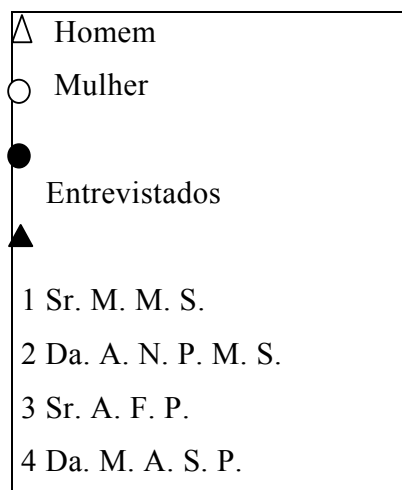 Homem
Mulher
Entrevistados
1 Sr. M. M. S.
2 Da. A. N. P. M. S.
3 Sr. A. F. P.
4 Da. M. A. S. P.